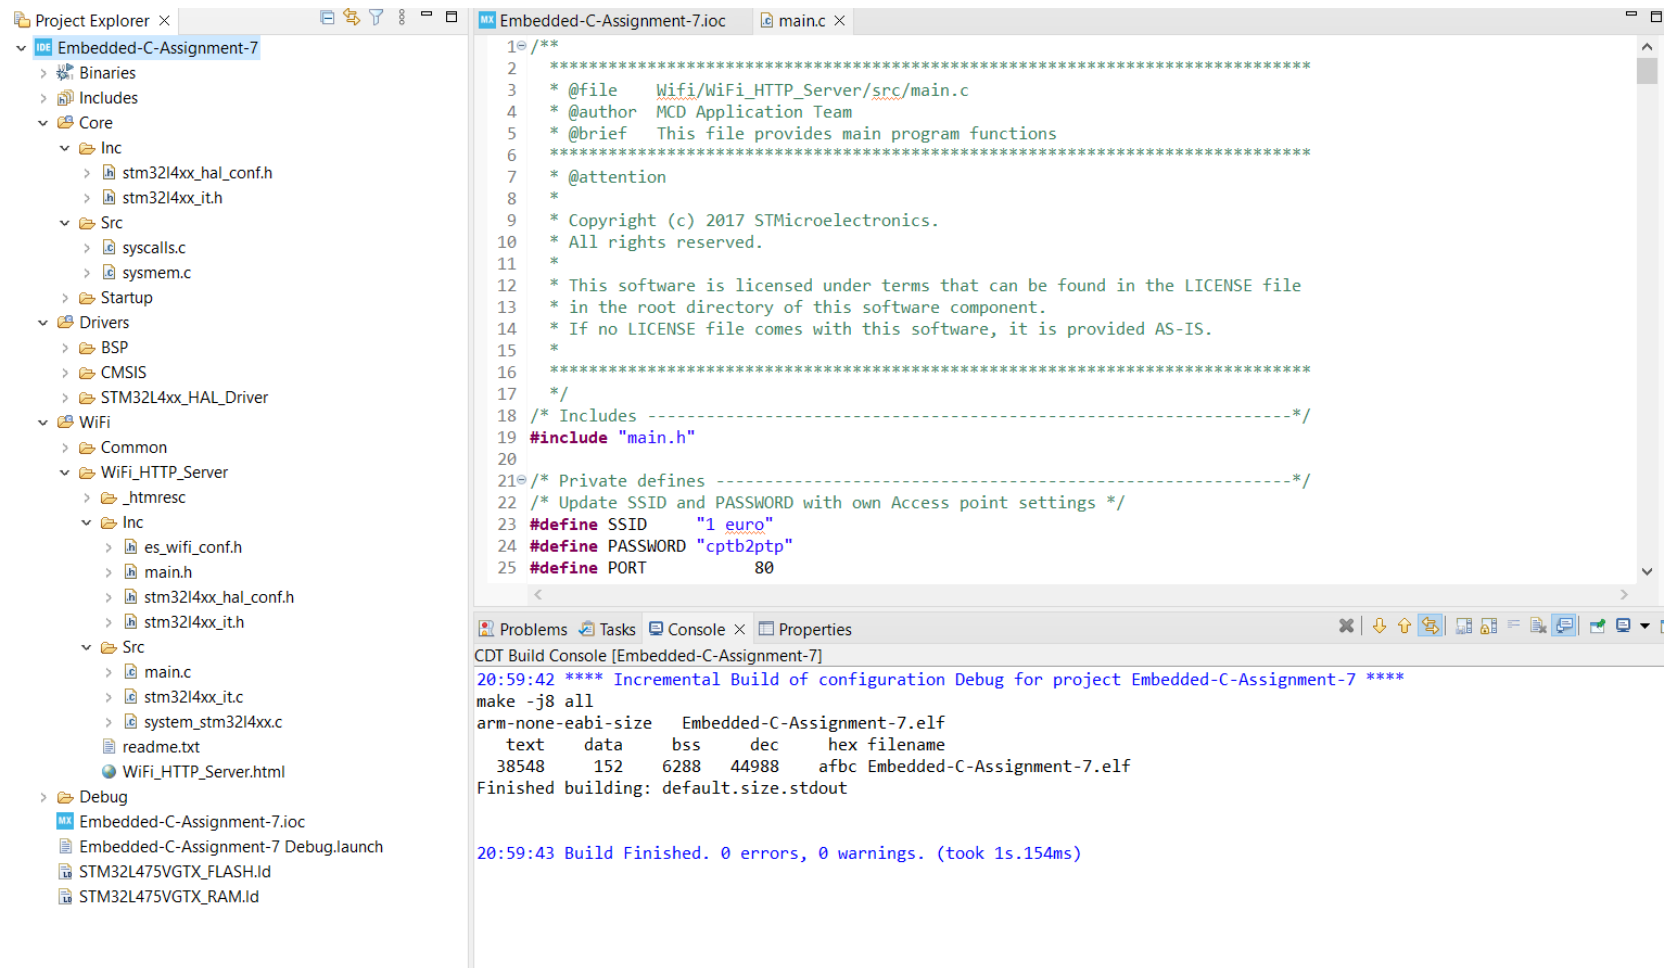 Project Explorer
Embedded-C-Assignment-7
Binaries
Includes
Core
Inc
stm32l4xx_hal_conf.h
stm32l4xx_it.h
Src
syscalls.c
sysmem.c
Startup
Drivers
BSP
CMSIS
STM32L4xx_HAL_Driver
WiFi
Common
WiFi_HTTP_Server
_htmresc
Inc
es_wifi_conf.h
main.h
stm32l4xx_hal_conf.h
stm32l4xx_it.h
Src
main.c
stm32l4xx_it.c
system_stm32l4xx.c
readme.txt
WiFi_HTTP_Server.html
Debug
Embedded-C-Assignment-7.ioc
Embedded-C-Assignment-7 Debug.launch
STM32L475VGTX_FLASH.ld
STM32L475VGTX_RAM.ld
Embedded-C-Assignment-7.ioc main.c
1 /**
2 ******************************************************************************
3 * @file    Wifi/WiFi_HTTP_Server/src/main.c
4 * @author  MCD Application Team
5 * @brief   This file provides main program functions
6 ******************************************************************************
7 * @attention
8 *
9 * Copyright (c) 2017 STMicroelectronics.
10 * All rights reserved.
11 *
12 * This software is licensed under terms that can be found in the LICENSE file
13 * in the root directory of this software component.
14 * If no LICENSE file comes with this software, it is provided AS-IS.
15 *
16 ******************************************************************************
17 */
18 /* Includes ------------------------------------------------------------------*/
19 #include "main.h"
20
21 /* Private defines -----------------------------------------------------------*/
22 /* Update SSID and PASSWORD with own Access point settings */
23 #define SSID     "1 euro"
24 #define PASSWORD "cptb2ptp"
25 #define PORT           80
Problems Tasks Console Properties
CDT Build Console [Embedded-C-Assignment-7]
20:59:42 **** Incremental Build of configuration Debug for project Embedded-C-Assignment-7 ****
make -j8 all
arm-none-eabi-size   Embedded-C-Assignment-7.elf
text    data     bss     dec     hex filename
38548     152    6288   44988    afbc Embedded-C-Assignment-7.elf
Finished building: default.size.stdout
20:59:43 Build Finished. 0 errors, 0 warnings. (took 1s.154ms)